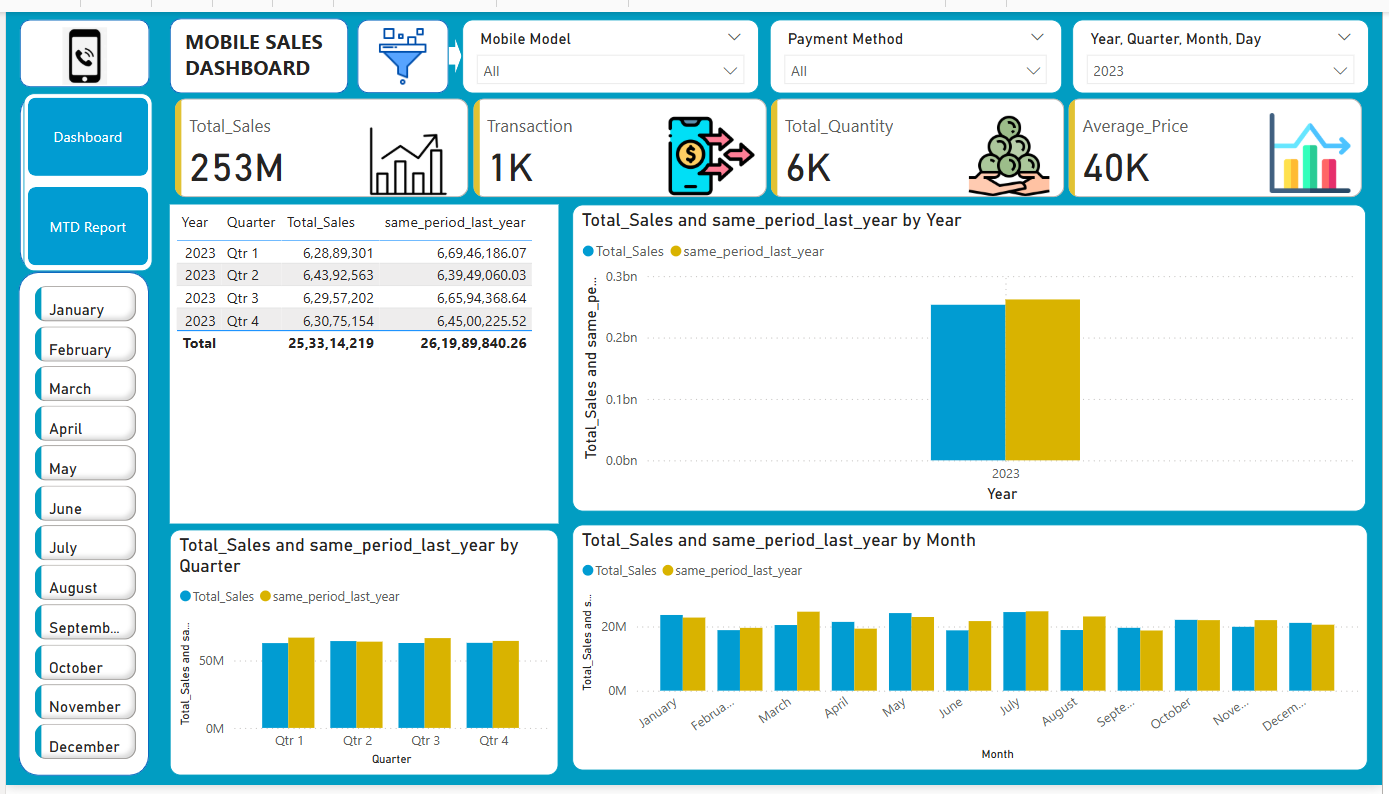 MOBILE SALES
DASHBOARD
Mobile Model
All
Payment Method
All
Year, Quarter, Month, Day
2023
Dashboard
MTD Report
January
February
March
April
May
June
July
August
Septemb...
October
November
December
Total_Sales
253M
Transaction
1K
$
Total_Quantity
6K
Average_Price
40K
Year Quarter Total_Sales same_period_last_year
2023 Qtr 1 6,28,89,301 6,69,46,186.07
2023 Qtr 2 6,43,92,563 6,39,49,060.03
2023 Qtr 3 6,29,57,202 6,65,94,368.64
2023 Qtr 4 6,30,75,154 6,45,00,225.52
Total 25,33,14,219 26,19,89,840.26
Total_Sales and same_period_last_year by Year
Total_Sales same_period_last_year
Total_Sales and same_pe...
0.3bn
0.2bn
0.1bn
0.0bn
2023
Year
Total_Sales and same_period_last_year by
Quarter
Total_Sales same_period_last_year
Total_Sales and sa...
50M
0M
Qtr 1 Qtr 2 Qtr 3 Qtr 4
Quarter
Total_Sales and same_period_last_year by Month
Total_Sales same_period_last_year
Total_Sales and s...
20M
0M
January Februa... March April May June July August Septe... October Nove... Decem...
Month